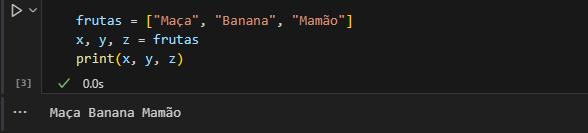 frutas = ["Maça", "Banana", "Mamão"]
x, y, z = frutas
print(x, y, z)
[3] ✓ 0.0s
... Maça Banana Mamão